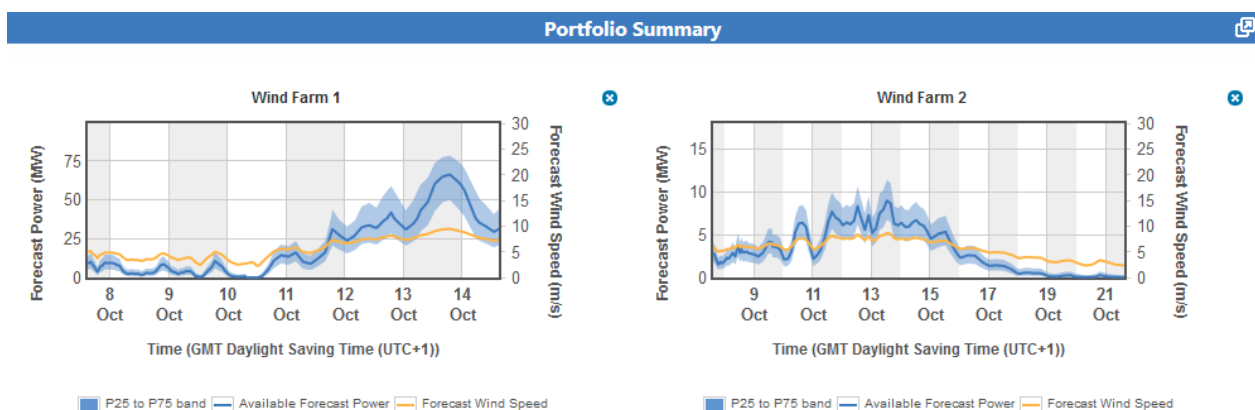 Portfolio Summary
Wind Farm 1
Forecast Power (MW)
75
50
25
0
30
25
20
15
10
5
0
Forecast Wind Speed (m/s)
8 Oct
9 Oct
10 Oct
11 Oct
12 Oct
13 Oct
14 Oct
Time (GMT Daylight Saving Time (UTC+1))
P25 to P75 band Available Forecast Power Forecast Wind Speed
Wind Farm 2
Forecast Power (MW)
15
10
5
0
30
25
20
15
10
5
0
Forecast Wind Speed (m/s)
9 Oct
11 Oct
13 Oct
15 Oct
17 Oct
19 Oct
21 Oct
Time (GMT Daylight Saving Time (UTC+1))
P25 to P75 band Available Forecast Power Forecast Wind Speed